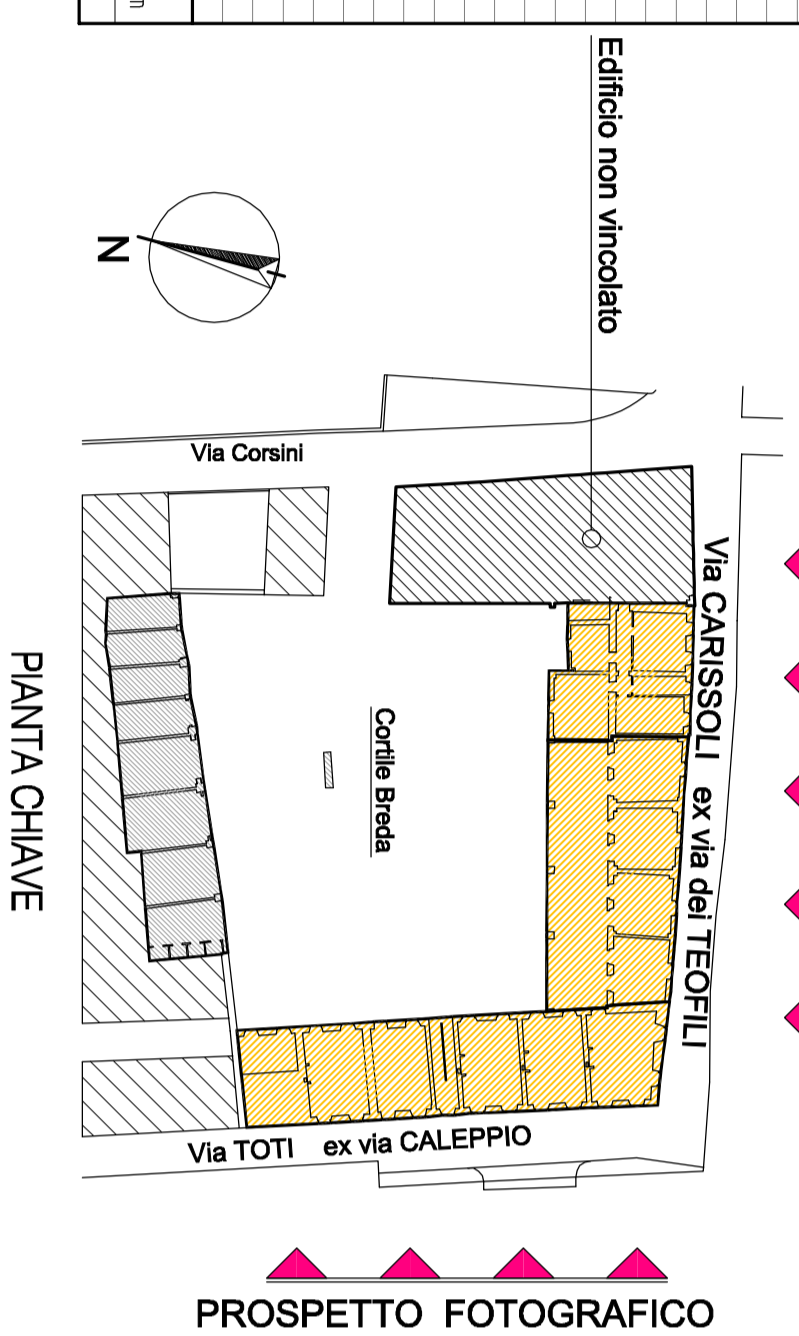 Edificio non vincolato
N
Via Corsini
Via CARISSOLI ex via dei TEOFILI
Cortile Breda
PIANTA CHIAVE
Via TOTI ex via CALEPPIO
PROSPETTO FOTOGRAFICO